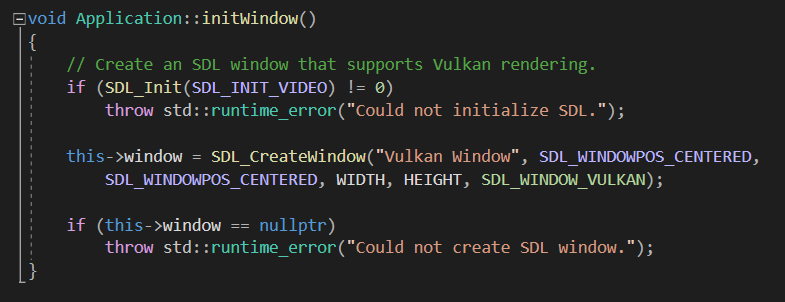 void Application::initWindow()
{
// Create an SDL window that supports Vulkan rendering.
if (SDL_Init(SDL_INIT_VIDEO) != 0)
throw std::runtime_error("Could not initialize SDL.");
this->window = SDL_CreateWindow("Vulkan Window", SDL_WINDOWPOS_CENTERED,
SDL_WINDOWPOS_CENTERED, WIDTH, HEIGHT, SDL_WINDOW_VULKAN);
if (this->window == nullptr)
throw std::runtime_error("Could not create SDL window.");
}